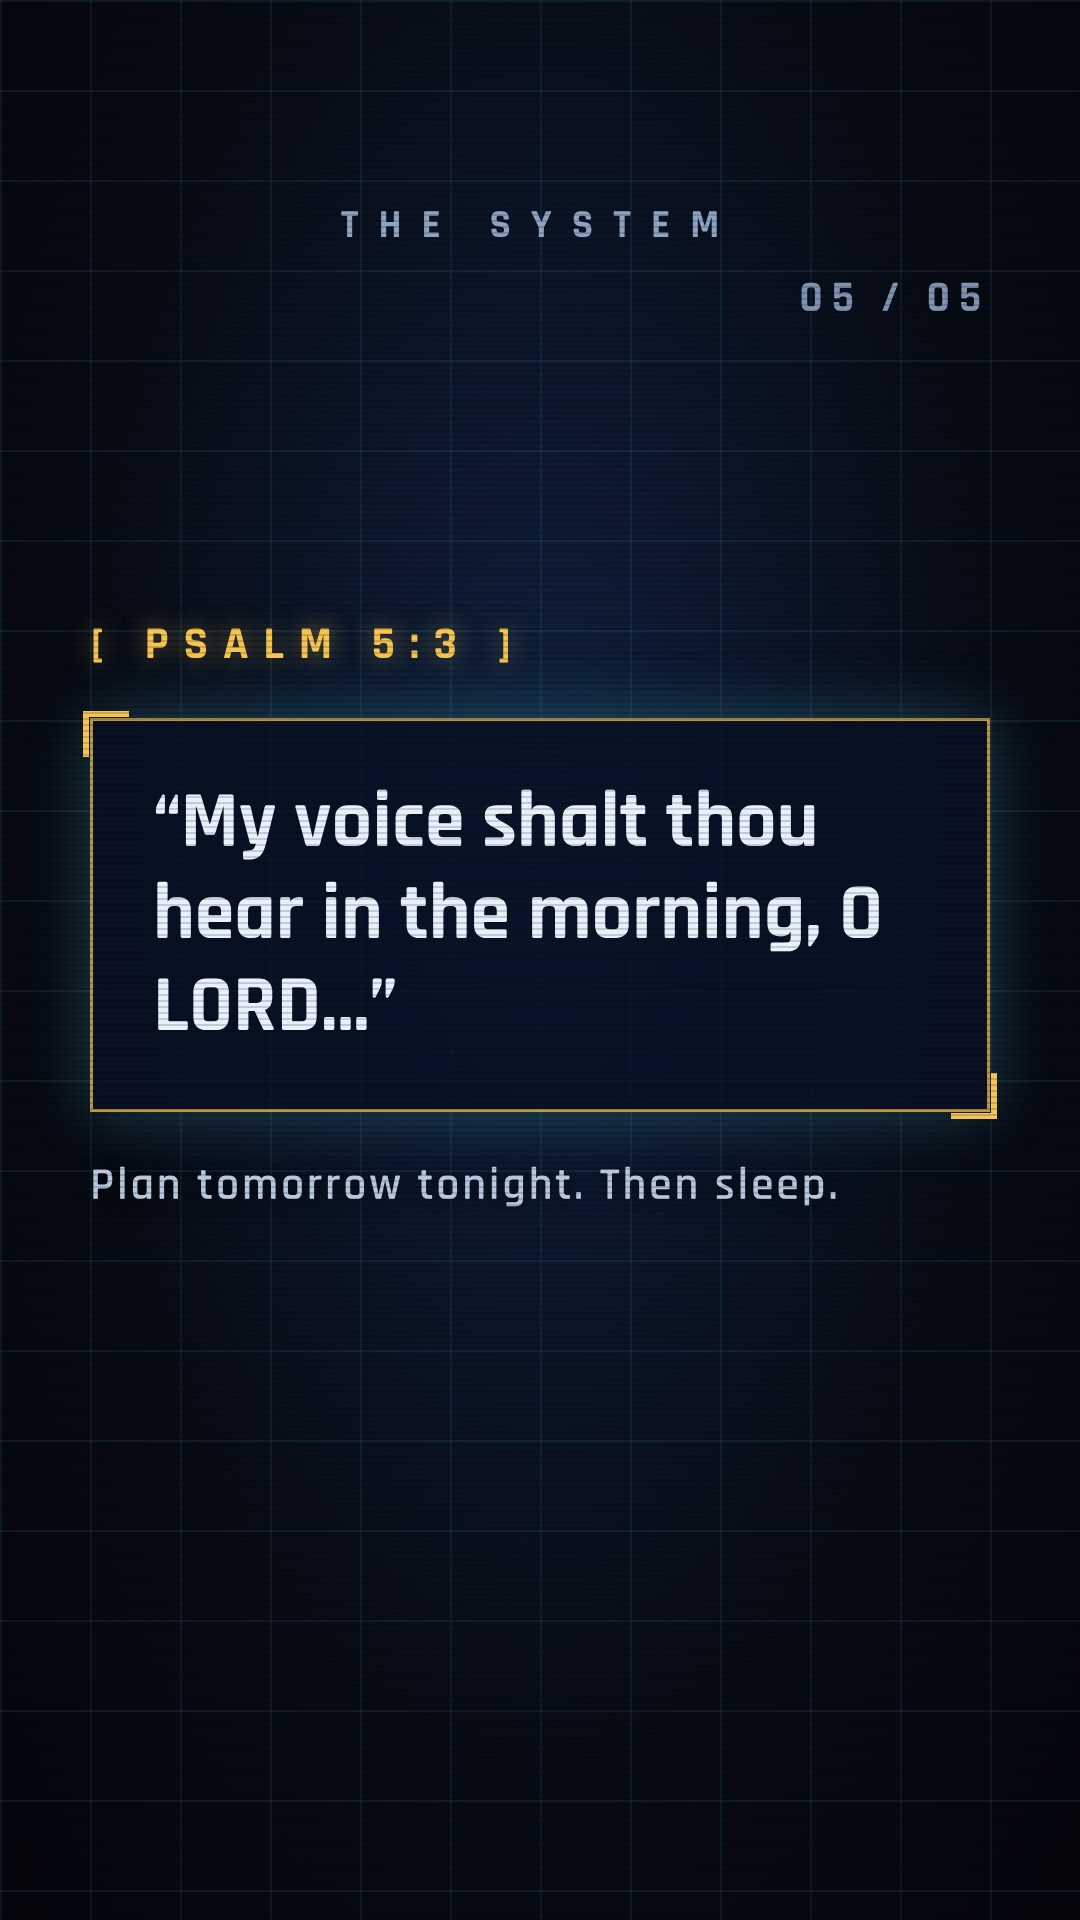 THE SYSTEM
05 / 05
[ PSALM 5:3 ]
“My voice shalt thou
hear in the morning, O
LORD...”
Plan tomorrow tonight. Then sleep.